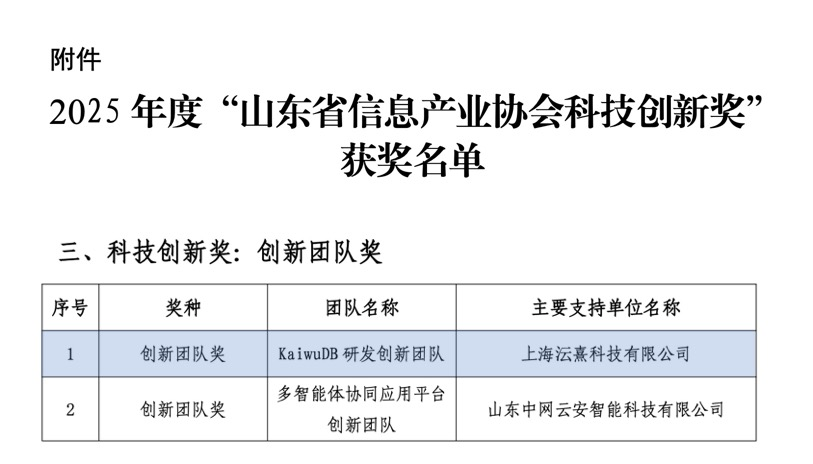 附件
2025 年度“山东省信息产业协会科技创新奖”
获奖名单
三、科技创新奖：创新团队奖
序号 奖种 团队名称 主要支持单位名称
1 创新团队奖 KaiwuDB 研发创新团队 上海沄熹科技有限公司
2 创新团队奖 多智能体协同应用平台 山东中网云安智能科技有限公司
创新团队